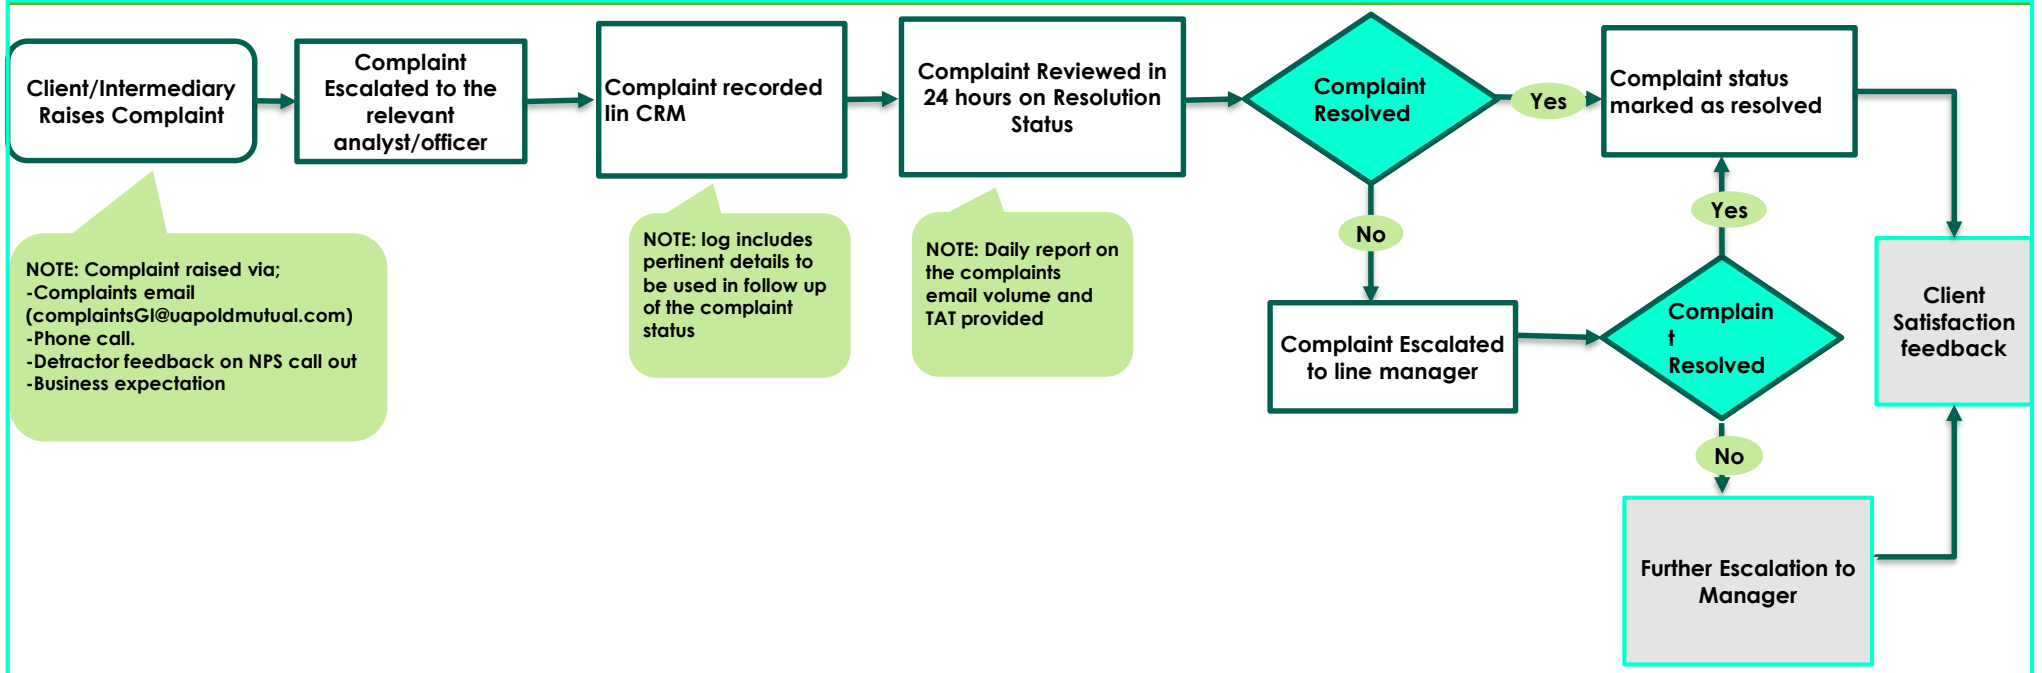 Client/Intermediary
Raises Complaint
Complaint
Escalated to the
relevant
analyst/officer
Complaint recorded
lin CRM
Complaint Reviewed in
24 hours on Resolution
Status
Complaint
Resolved
Yes
Complaint status
marked as resolved
NOTE: Complaint raised via;
-Complaints email
(complaintsGI@uapoldmutual.com)
-Phone call.
-Detractor feedback on NPS call out
-Business expectation
NOTE: log includes
pertinent details to
be used in follow up
of the complaint
status
NOTE: Daily report on
the complaints
email volume and
TAT provided
No
Yes
Complaint Escalated
to line manager
Complain
t
Resolved
Client
Satisfaction
feedback
No
Further Escalation to
Manager